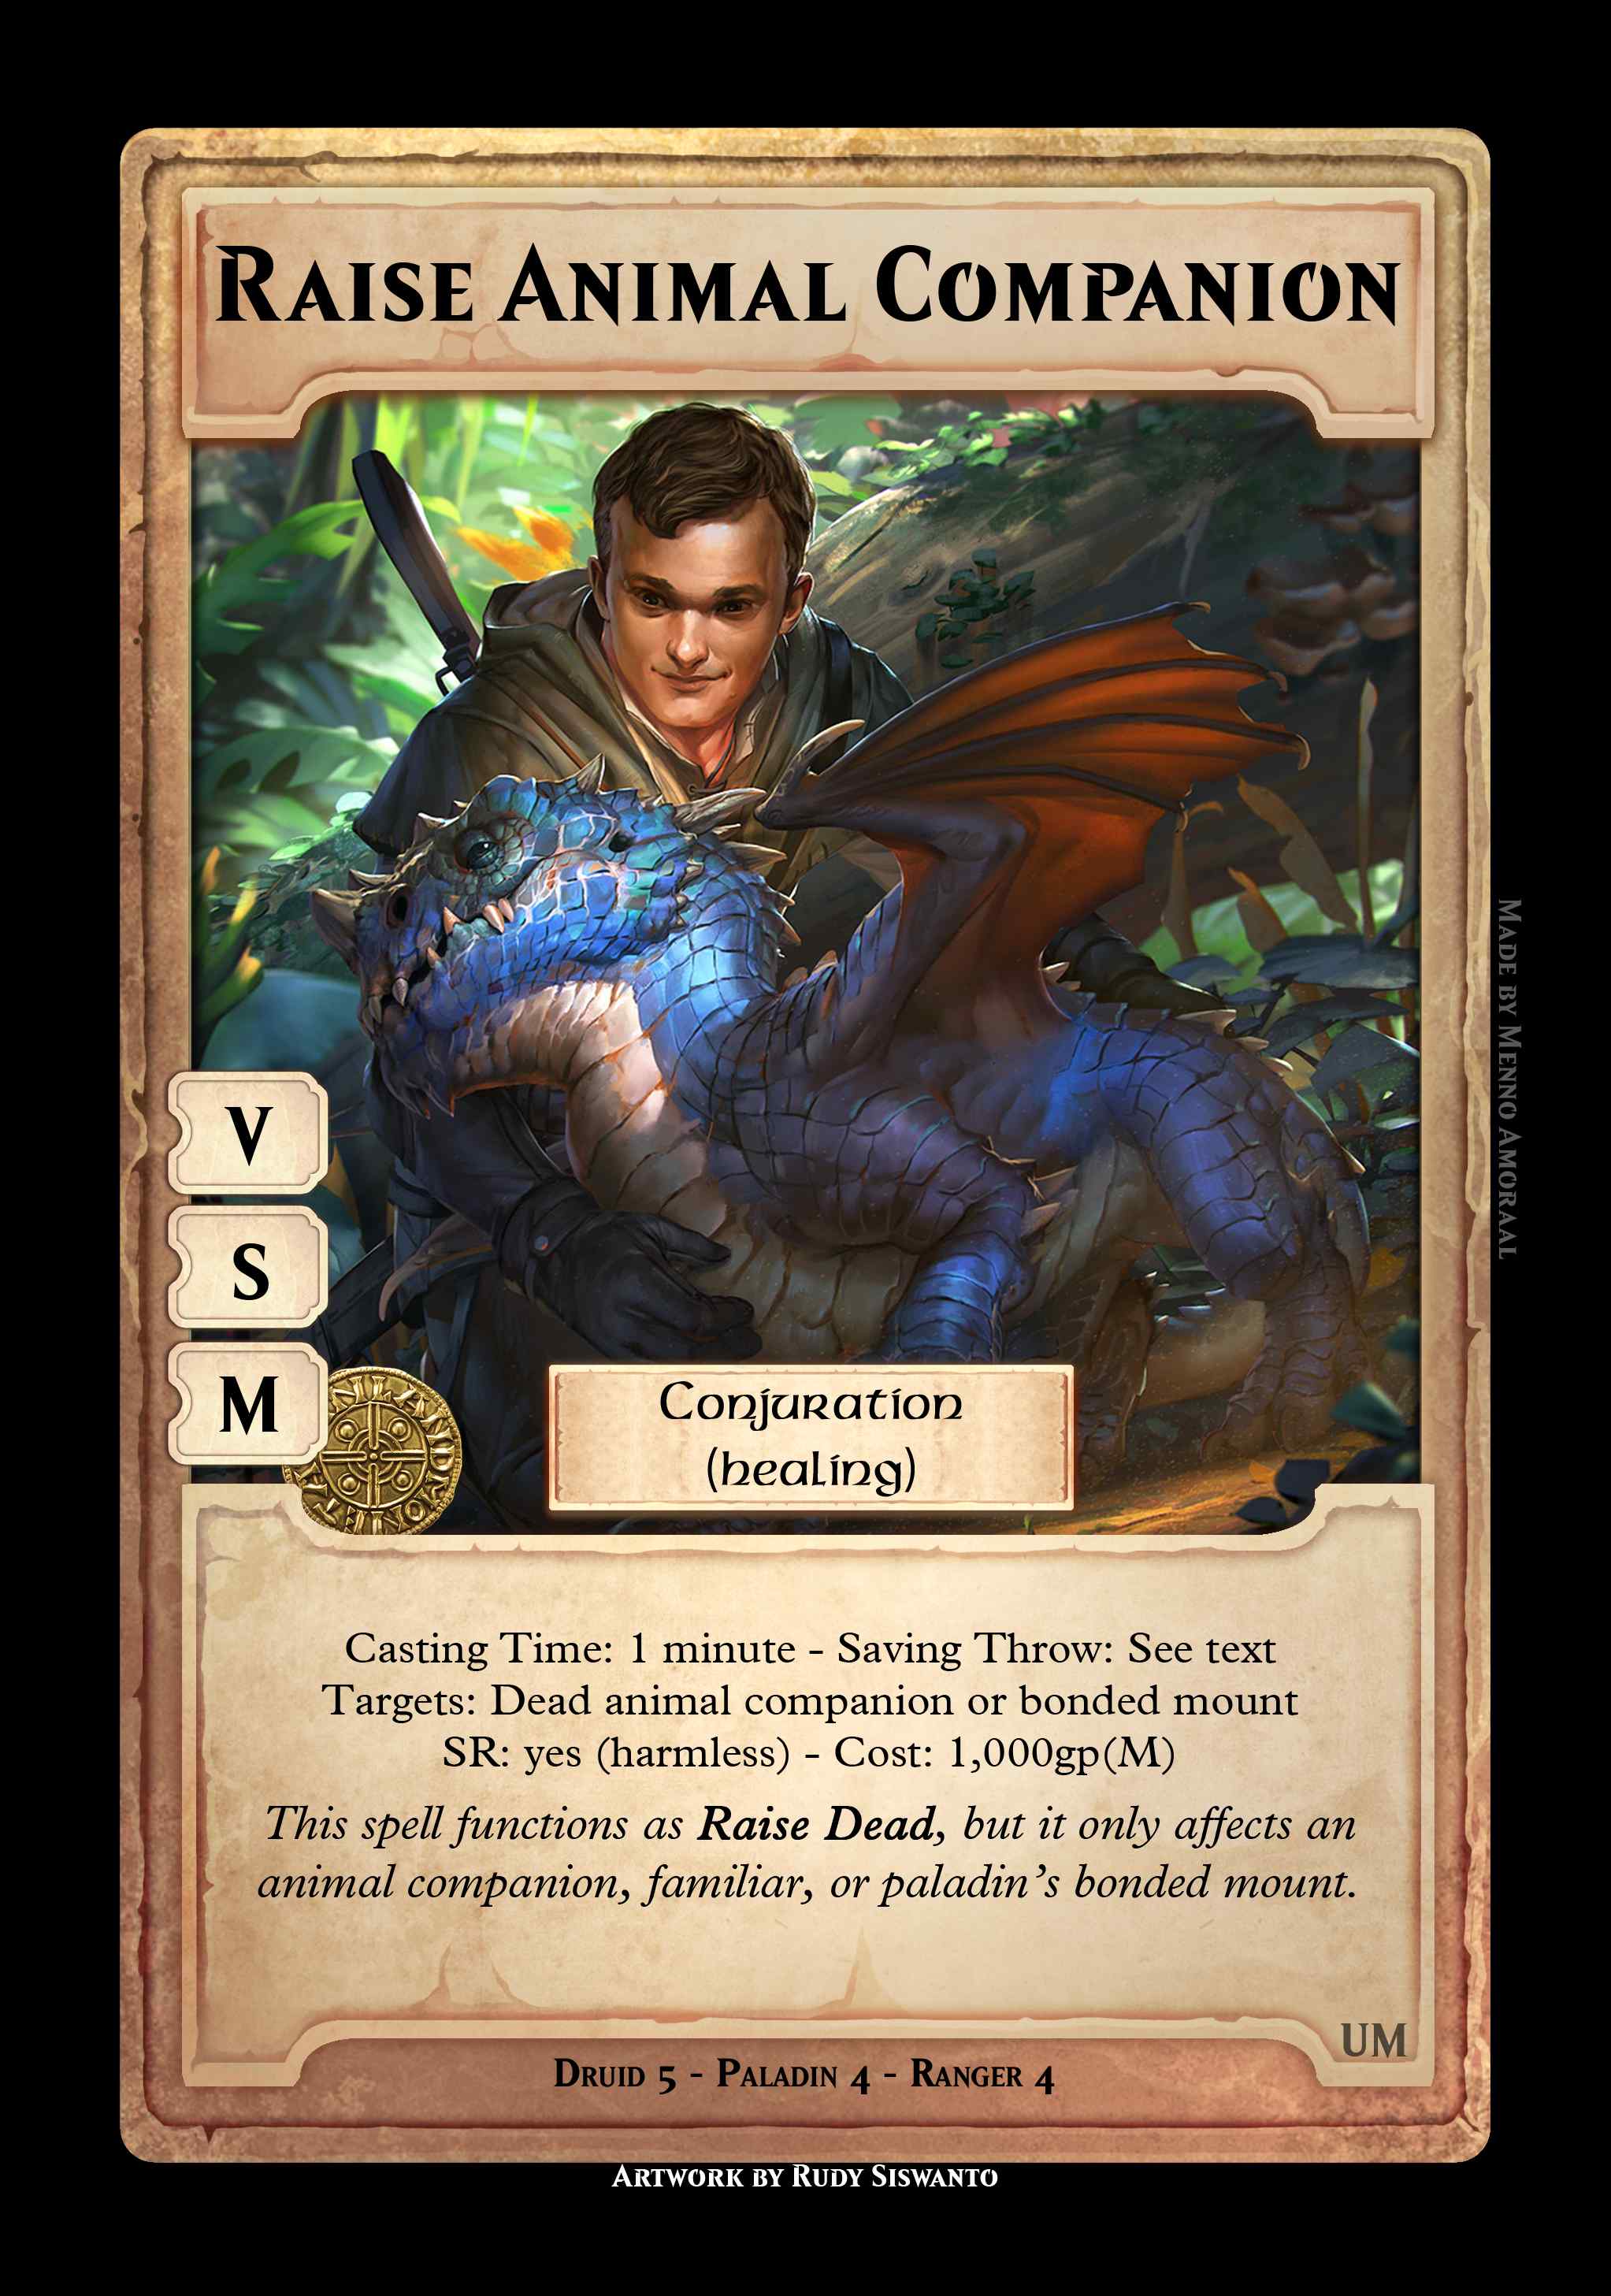 Raise Animal Companion
V
S
M
Conjuration
(healing)
Casting Time: 1 minute - Saving Throw: See text
Targets: Dead animal companion or bonded mount
SR: yes (harmless) - Cost: 1,000gp(M)
This spell functions as Raise Dead, but it only affects an
animal companion, familiar, or paladin's bonded mount.
UM
Druid 5 - Paladin 4 - Ranger 4
Artwork by Rudy Siswanto
Made by Menno Amoraal